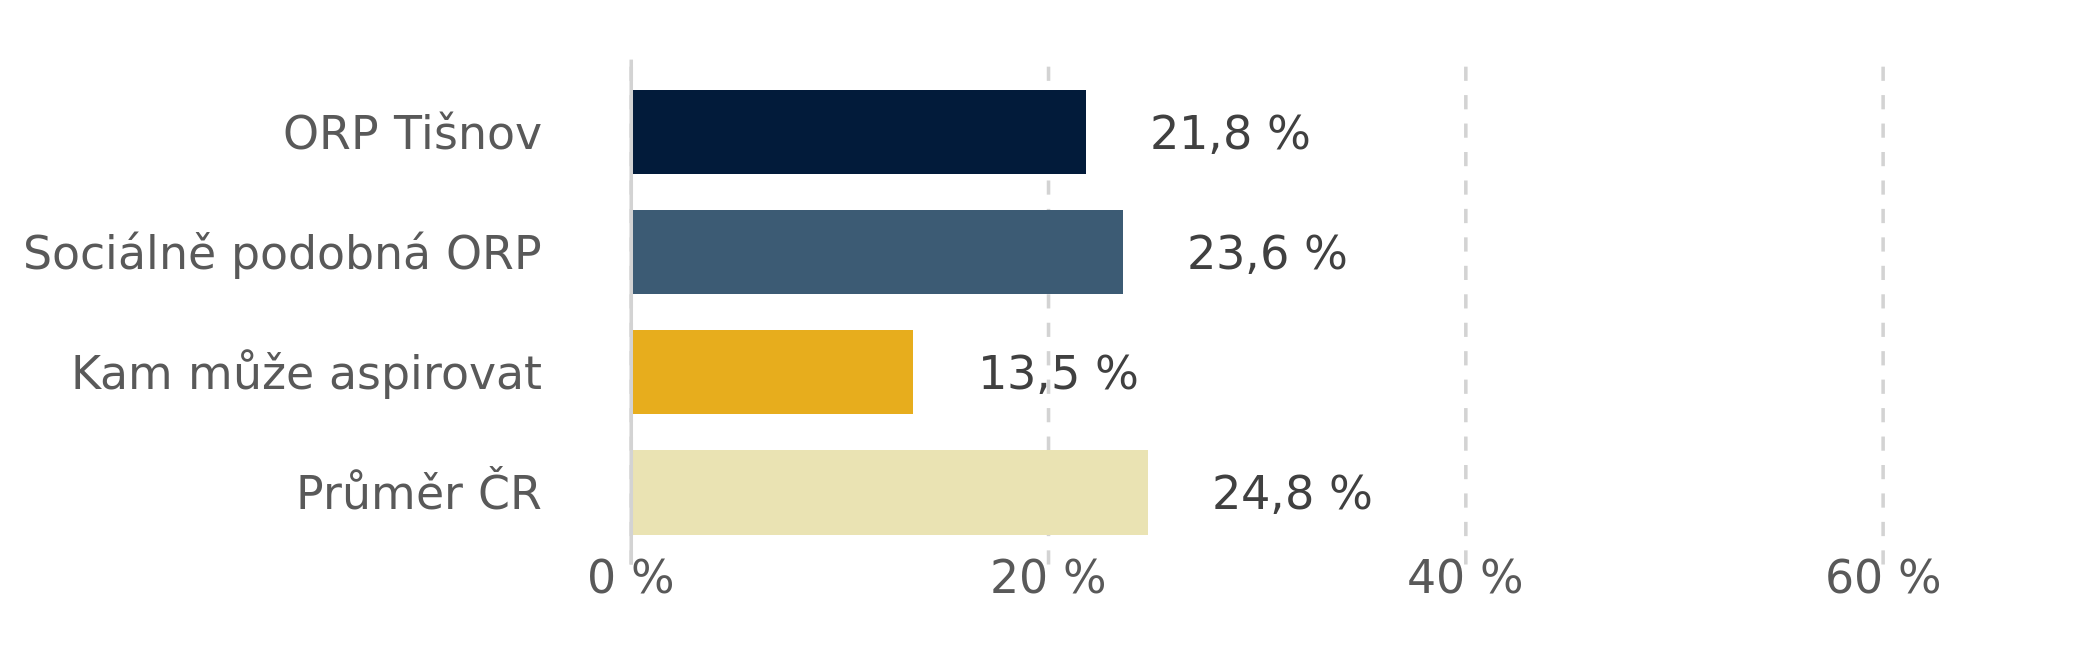 ORP Tišnov 21,8 %
Sociálně podobná ORP 23,6 %
Kam může aspirovat 13,5 %
Průměr ČR 24,8 %
0 % 20 % 40 % 60 %